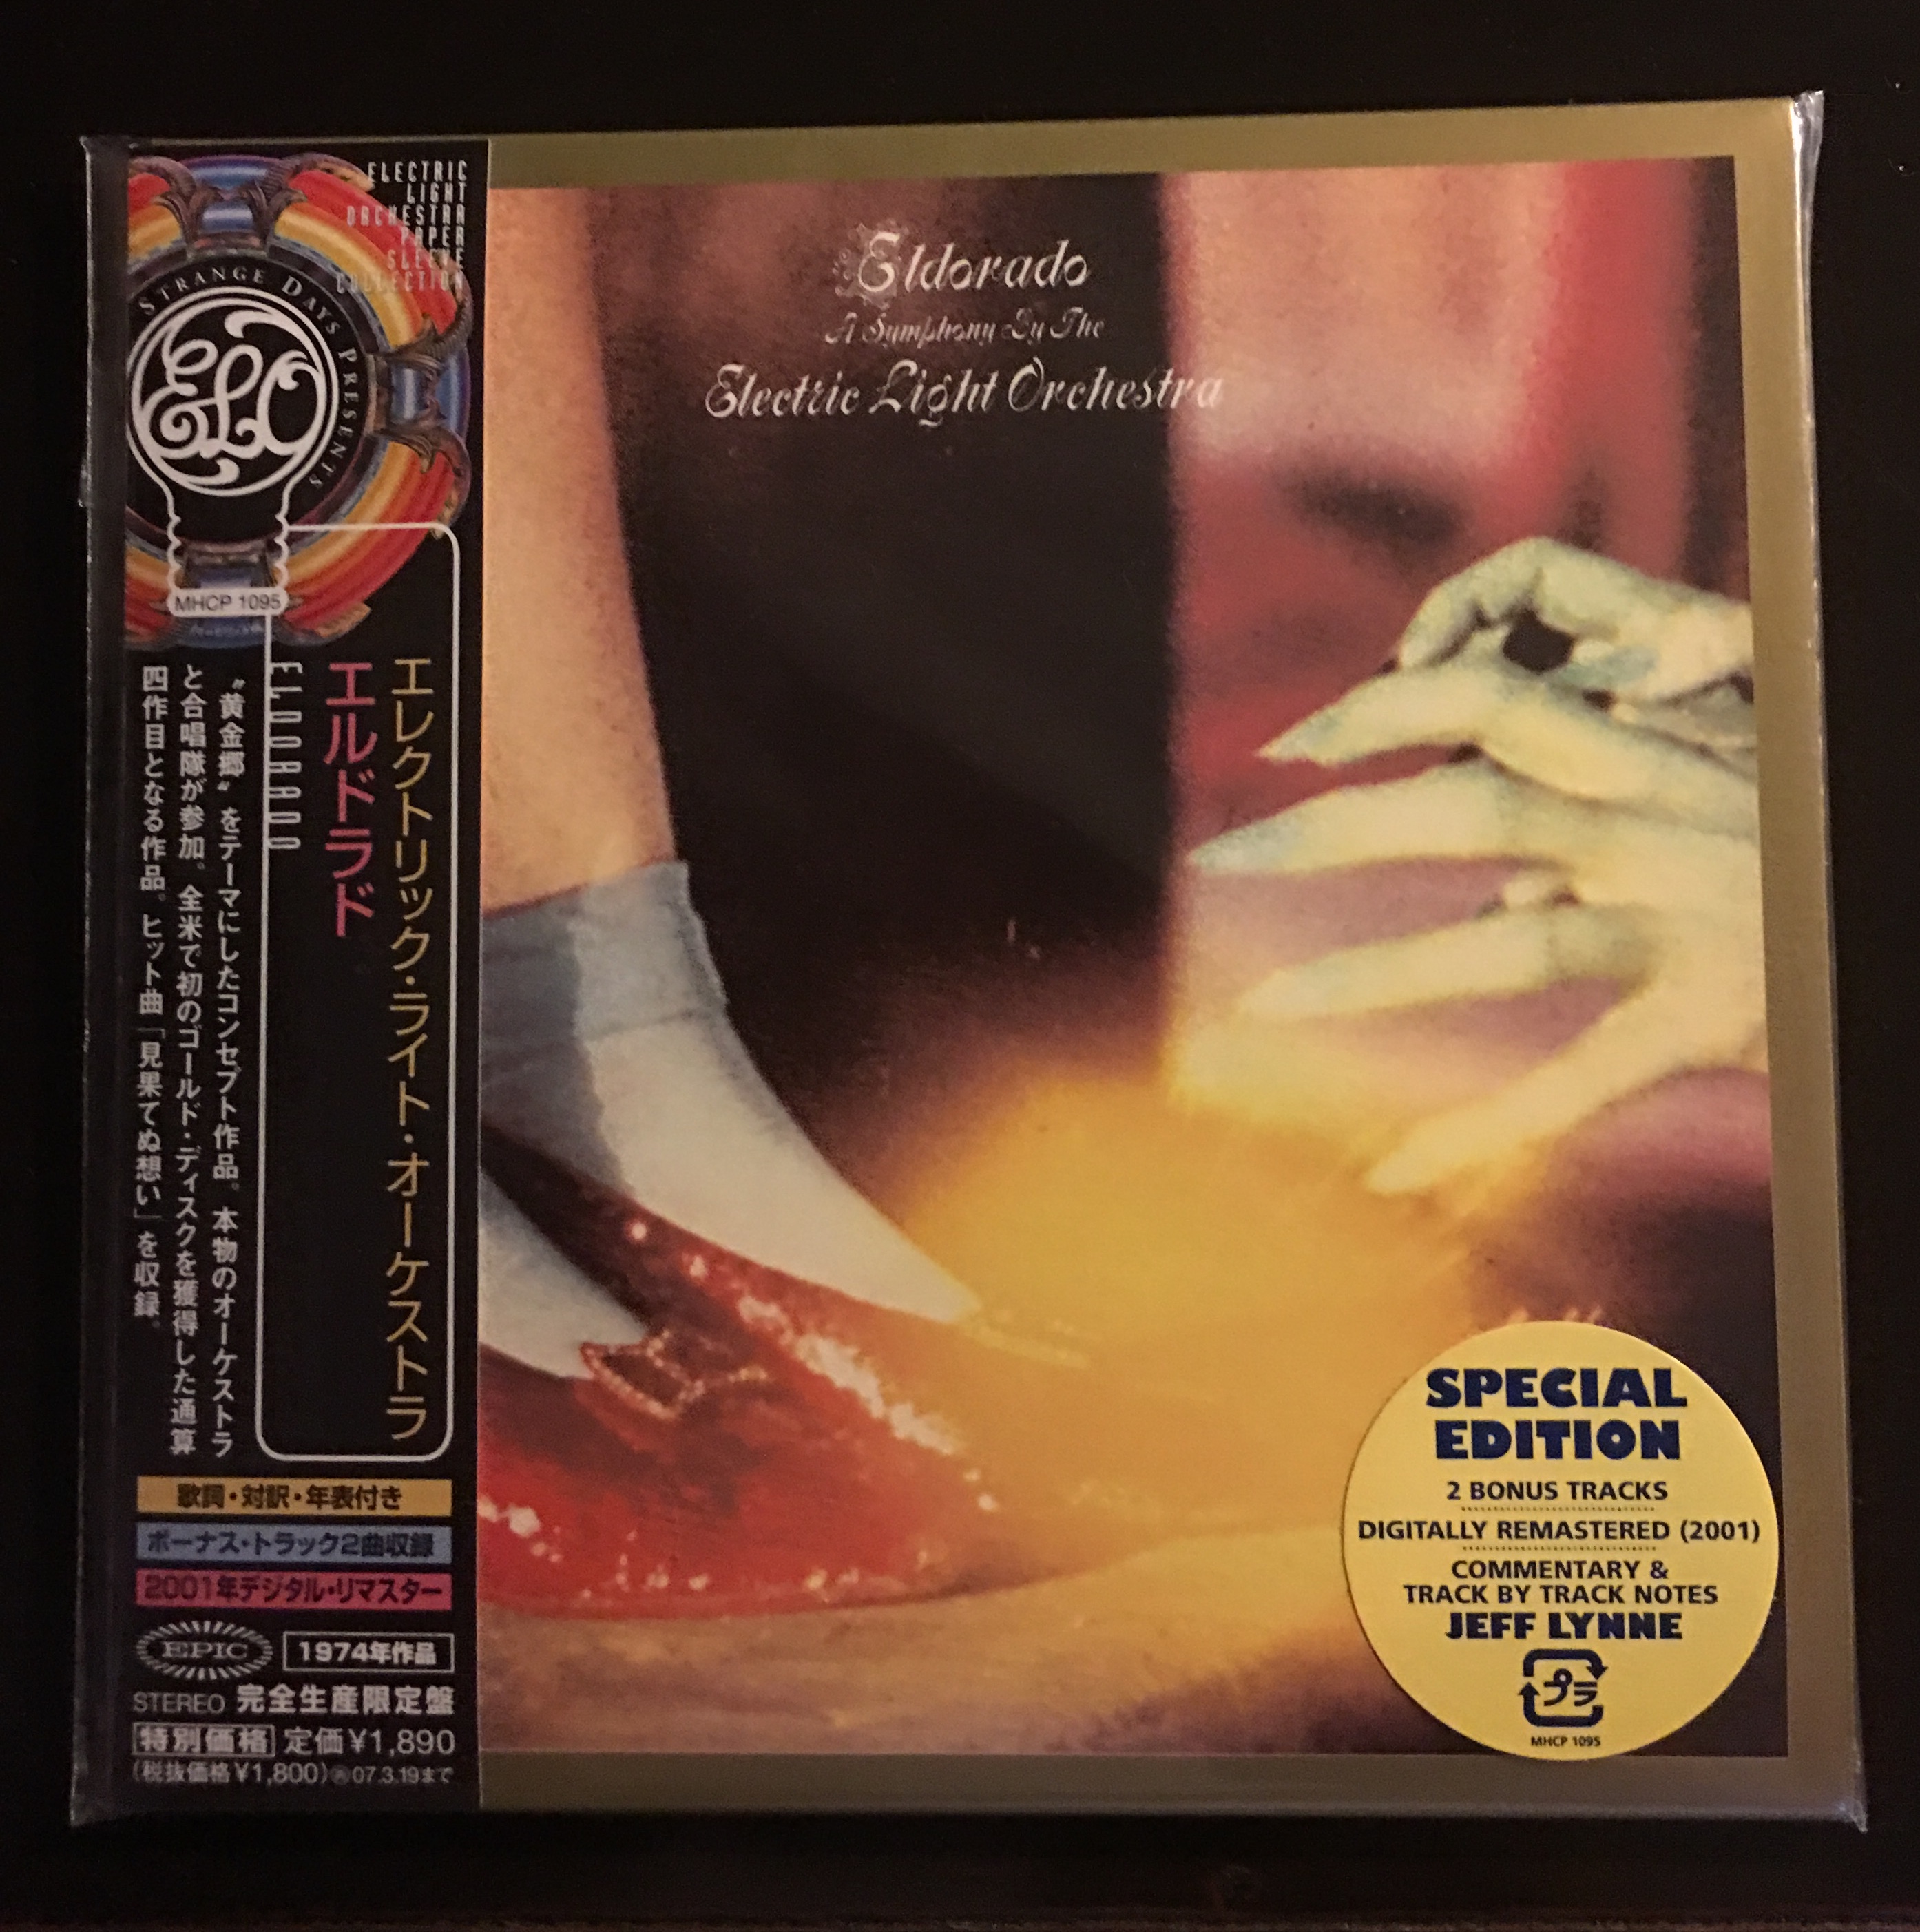 ELECTRIC
LIGHT
ORCHESTRA
PAPER
SLEEVE
COLLECTION
STRANGE DAYS PRESENTS
ELO
MHCP 1095
エレクトリック・ライト・オーケストラ
エルドラド
ELDORADO
〝黄金郷〟をテーマにしたコンセプト作品。本物のオーケストラ
と合唱隊が参加。全米で初のゴールド・ディスクを獲得した通算
四作目となる作品。ヒット曲「見果てぬ想い」を収録。
歌詞・対訳・年表付き
ボーナス・トラック2曲収録
2001年デジタル・リマスター
EPIC
1974年作品
STEREO 完全生産限定盤
特別価格 定価¥1,890
(税抜価格¥1,800) 07.3.19まで
Eldorado
A Symphony By The
Electric Light Orchestra
SPECIAL
EDITION
2 BONUS TRACKS
DIGITALLY REMASTERED (2001)
COMMENTARY &
TRACK BY TRACK NOTES
JEFF LYNNE
プラ
MHCP 1095